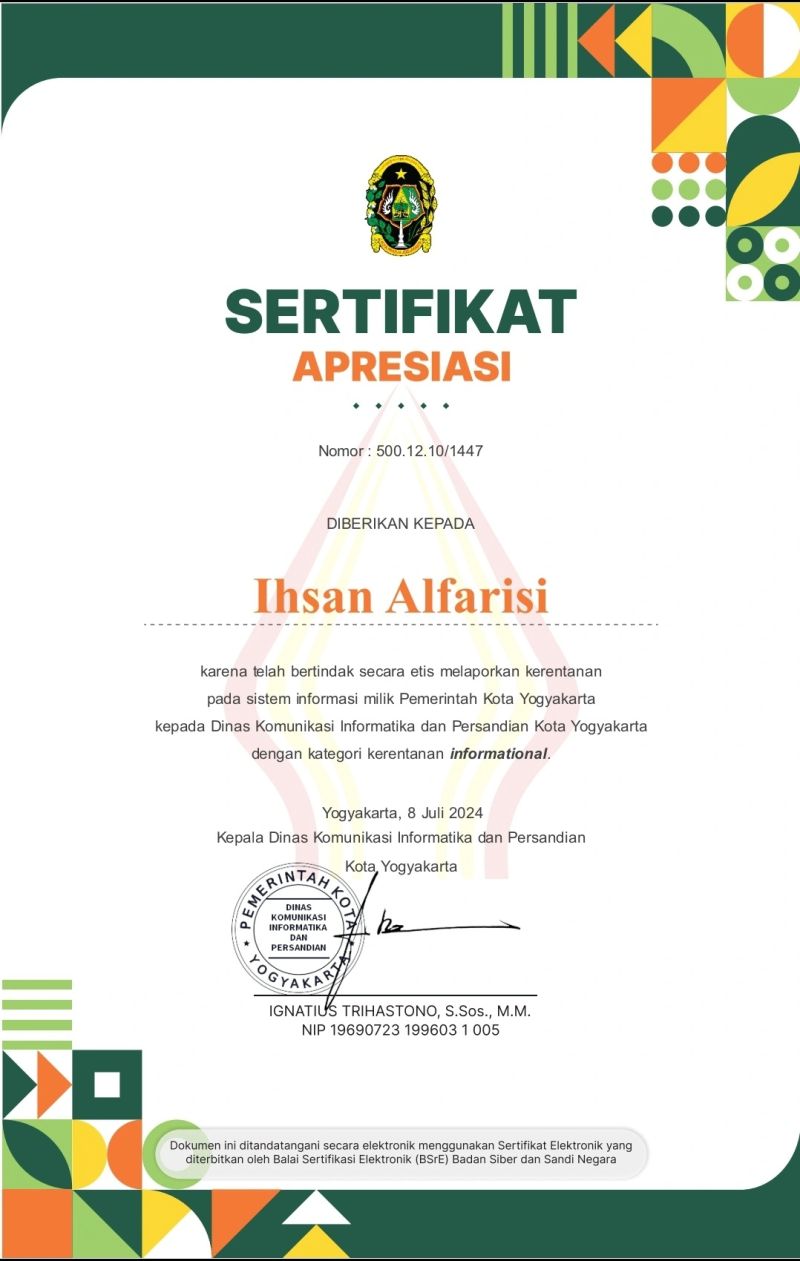 SERTIFIKAT
APRESIASI
Nomor : 500.12.10/1447
DIBERIKAN KEPADA
Ihsan Alfarisi
karena telah bertindak secara etis melaporkan kerentanan
pada sistem informasi milik Pemerintah Kota Yogyakarta
kepada Dinas Komunikasi Informatika dan Persandian Kota Yogyakarta
dengan kategori kerentanan informational.
Yogyakarta, 8 Juli 2024
Kepala Dinas Komunikasi Informatika dan Persandian
Kota Yogyakarta
PEMERINTAH KOTA
DINAS
KOMUNIKASI
INFORMATIKA
DAN
PERSANDIAN
YOGYAKARTA
IGNATIUS TRIHASTONO, S.Sos., M.M.
NIP 19690723 199603 1 005
Dokumen ini ditandatangani secara elektronik menggunakan Sertifikat Elektronik yang
diterbitkan oleh Balai Sertifikasi Elektronik (BSrE) Badan Siber dan Sandi Negara